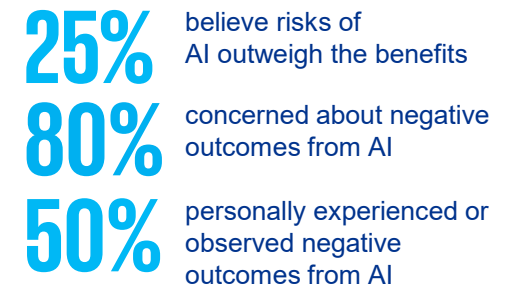 25%
believe risks of
AI outweigh the benefits
80%
concerned about negative
outcomes from AI
50%
personally experienced or
observed negative
outcomes from AI